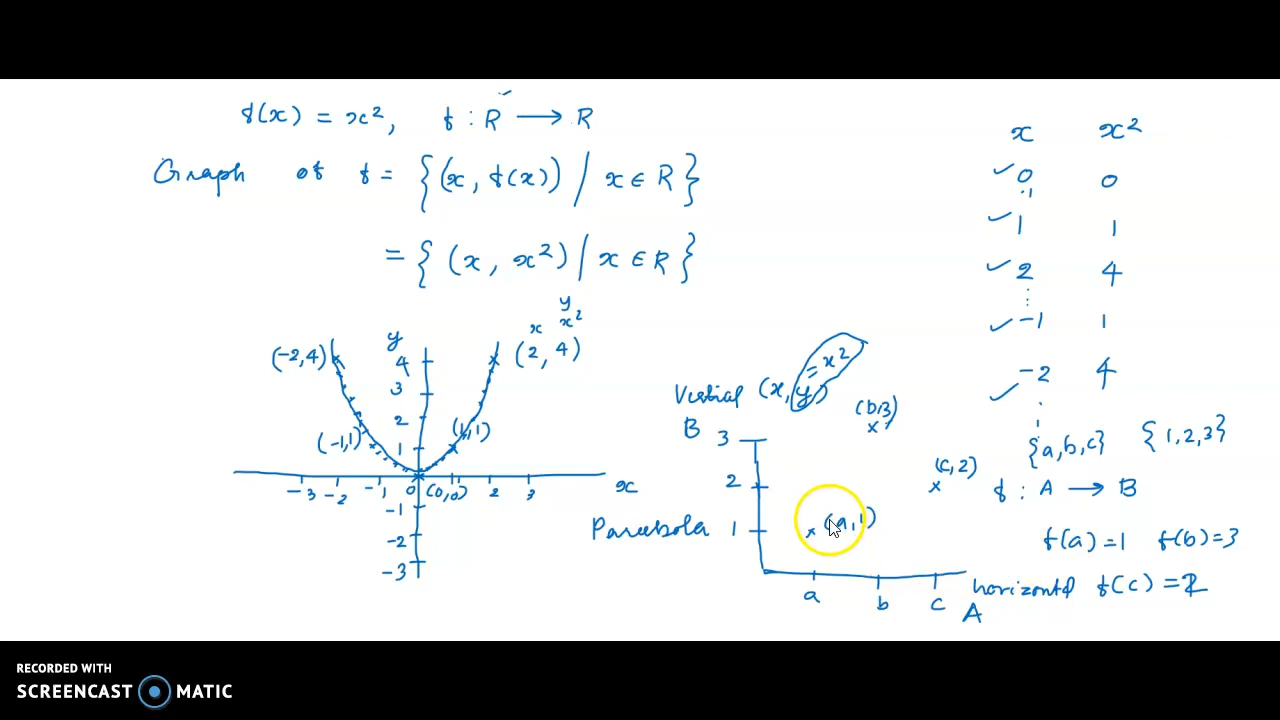 f(x) = x², f : R → R
Graph of f = {(x, f(x)) / x ∈ R}
= { (x, x²) / x ∈ R}
x x²
0 0
1 1
2 4
⋮
-1 1
-2 4
y
4
3
2
1
0
-1
-2
-3
-3 -2 -1 0 (0,0) 2 3 x
(-2,4)
(-1,1)
(1,1)
x y
x²
(2, 4)
Parabola
Vertial (x, y) = x²
B 3
2
1
(b,3)
(c,2)
(a,1)
a b c
horizontl
A
{a,b,c} {1,2,3}
f : A → B
f(a) = 1 f(b) = 3
f(c) = 2
RECORDED WITH
SCREENCAST MATIC